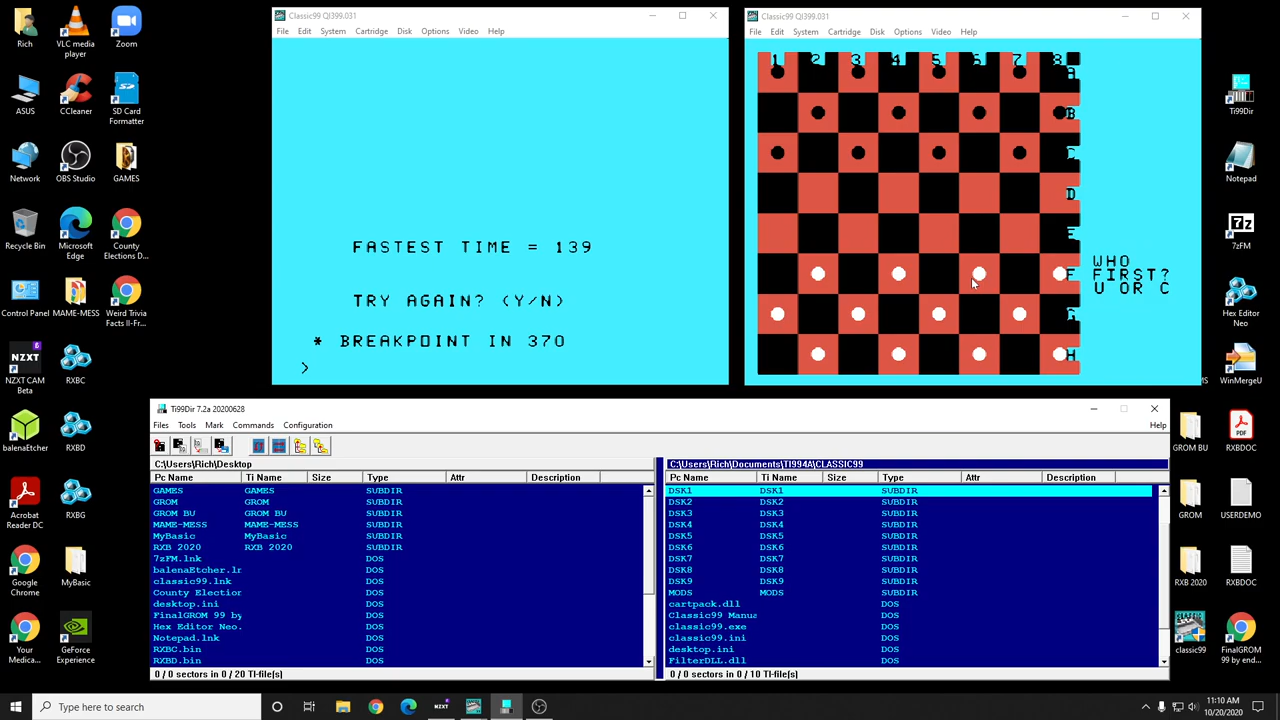 Rich
VLC media
player
Zoom
ASUS
CCleaner
SD Card
Formatter
Network
OBS Studio
GAMES
Recycle Bin
Microsoft
Edge
County
Elections D...
Control Panel
MAME-MESS
Weird Trivia
Facts II-Fr...
NZXT CAM
Beta
RXBC
balenaEtcher
RXBD
Acrobat
Reader DC
RXBG
Google
Chrome
MyBasic
Your
Medica...
GeForce
Experience
Classic99 QI399.031
File Edit System Cartridge Disk Options Video Help
FASTEST TIME = 139
TRY AGAIN? (Y/N)
* BREAKPOINT IN 370
>
Classic99 QI399.031
File Edit System Cartridge Disk Options Video Help
1 2 3 4 5 6 7 8
A
B
C
D
E
F
G
H
WHO
FIRST?
U OR C
Ti99Dir
Notepad
7zFM
Hex Editor
Neo
WinMergeU
GROM BU
RXBDOC
GROM
USERDEMO
RXB 2020
RXBDOC
classic99
FinalGROM
99 by end...
Ti99Dir 7.2a 20200628
Files Tools Mark Commands Configuration Help
C:\Users\Rich\Desktop
Pc Name Ti Name Size Type Attr Description
GAMES GAMES SUBDIR
GROM GROM SUBDIR
GROM BU GROM BU SUBDIR
MAME-MESS MAME-MESS SUBDIR
MyBasic MyBasic SUBDIR
RXB 2020 RXB 2020 SUBDIR
7zFM.lnk DOS
balenaEtcher.lr DOS
classic99.lnk DOS
County Election DOS
desktop.ini DOS
FinalGROM 99 by DOS
Hex Editor Neo. DOS
Notepad.lnk DOS
RXBC.bin DOS
RXBD.bin DOS
0 / 0 sectors in 0 / 20 TI-file(s)
C:\Users\Rich\Documents\TI994A\CLASSIC99
Pc Name Ti Name Size Type Attr Description
DSK1 DSK1 SUBDIR
DSK2 DSK2 SUBDIR
DSK3 DSK3 SUBDIR
DSK4 DSK4 SUBDIR
DSK5 DSK5 SUBDIR
DSK6 DSK6 SUBDIR
DSK7 DSK7 SUBDIR
DSK8 DSK8 SUBDIR
DSK9 DSK9 SUBDIR
MODS MODS SUBDIR
cartpack.dll DOS
Classic99 Manua DOS
classic99.exe DOS
classic99.ini DOS
desktop.ini DOS
FilterDLL.dll DOS
0 / 0 sectors in 0 / 10 TI-file(s)
Type here to search
NZXT
11:10 AM
10/20/2020